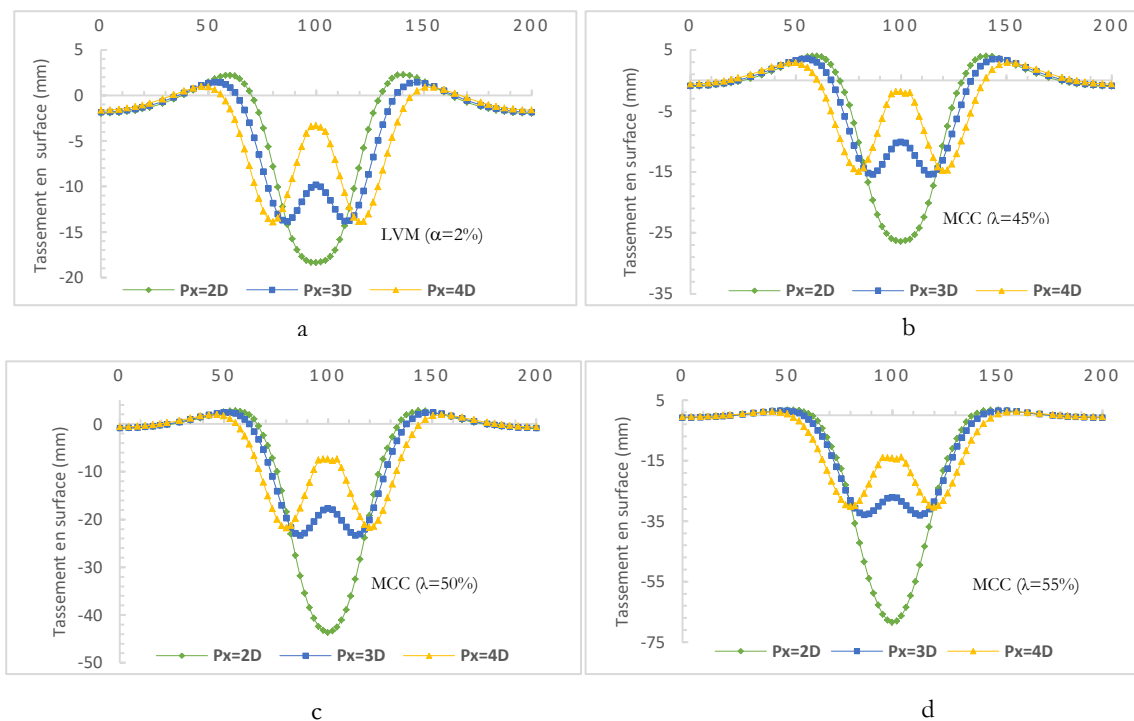 0 50 100 150 200
Tassement en surface (mm)
5
0
-5
-10
-15
-20
LVM (α=2%)
Px=2D Px=3D Px=4D
a
0 50 100 150 200
Tassement en surface (mm)
5
-5
-15
-25
-35
MCC (λ=45%)
Px=2D Px=3D Px=4D
b
0 50 100 150 200
Tassement en surface (mm)
0
-10
-20
-30
-40
-50
MCC (λ=50%)
Px=2D Px=3D Px=4D
c
0 50 100 150 200
Tassement en surface (mm)
5
-15
-35
-55
-75
MCC (λ=55%)
Px=2D Px=3D Px=4D
d